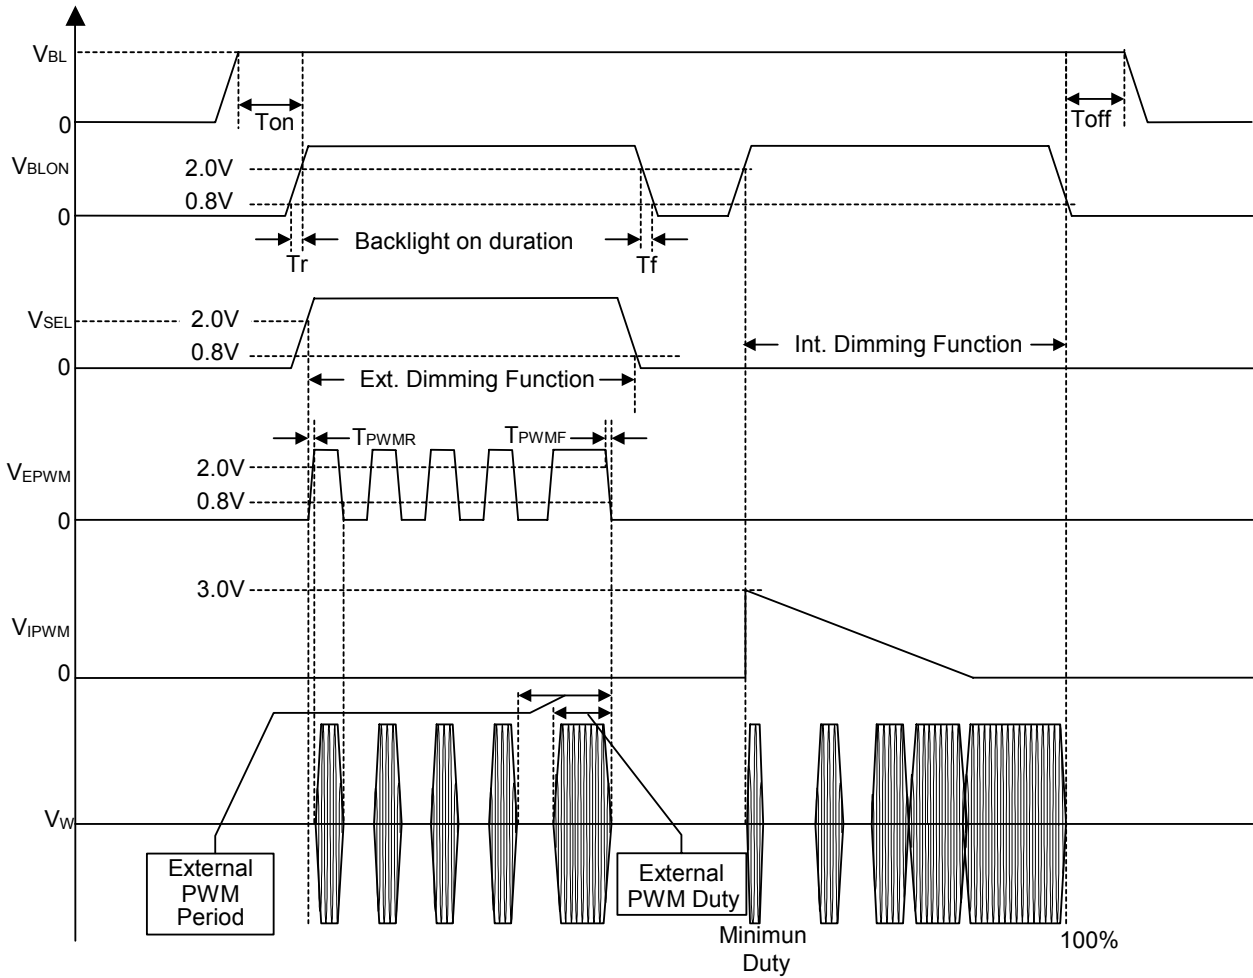 VBL
0
Ton
Toff
VBLON
2.0V
0.8V
0
Backlight on duration
Tr
Tf
VSEL
2.0V
0.8V
0
Ext. Dimming Function
Int. Dimming Function
TPWMR
TPWMF
VEPWM
2.0V
0.8V
0
3.0V
VIPWM
0
VW
External
PWM
Period
External
PWM Duty
Minimun
Duty
100%